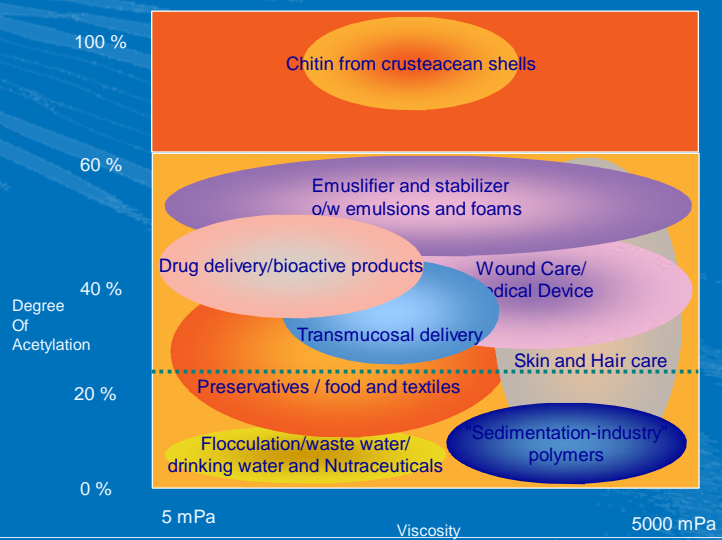 100 %
Chitin from crusteacean shells
60 %
Emuslifier and stabilizer
o/w emulsions and foams
Drug delivery/bioactive products
Wound Care/
edical Device
40 %
Degree
Of
Acetylation
Transmucosal delivery
Skin and Hair care
20 %
Preservatives / food and textiles
Flocculation/waste water/
drinking water and Nutraceuticals
"Sedimentation-industry"
polymers
0 %
5 mPa
Viscosity
5000 mPa